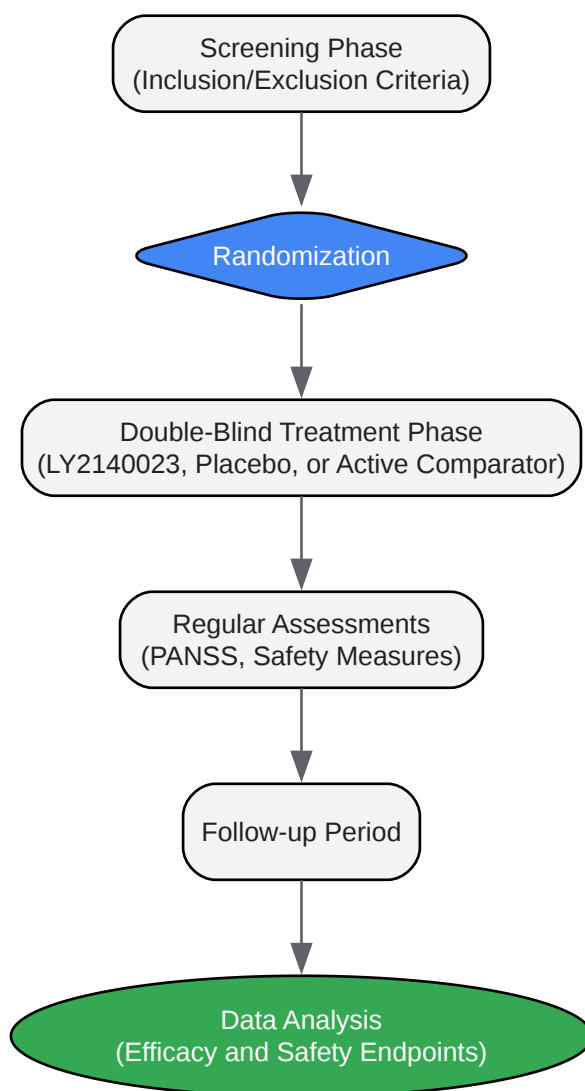 Screening Phase
(Inclusion/Exclusion Criteria)
Randomization
Double-Blind Treatment Phase
(LY2140023, Placebo, or Active Comparator)
Regular Assessments
(PANSS, Safety Measures)
Follow-up Period
Data Analysis
(Efficacy and Safety Endpoints)